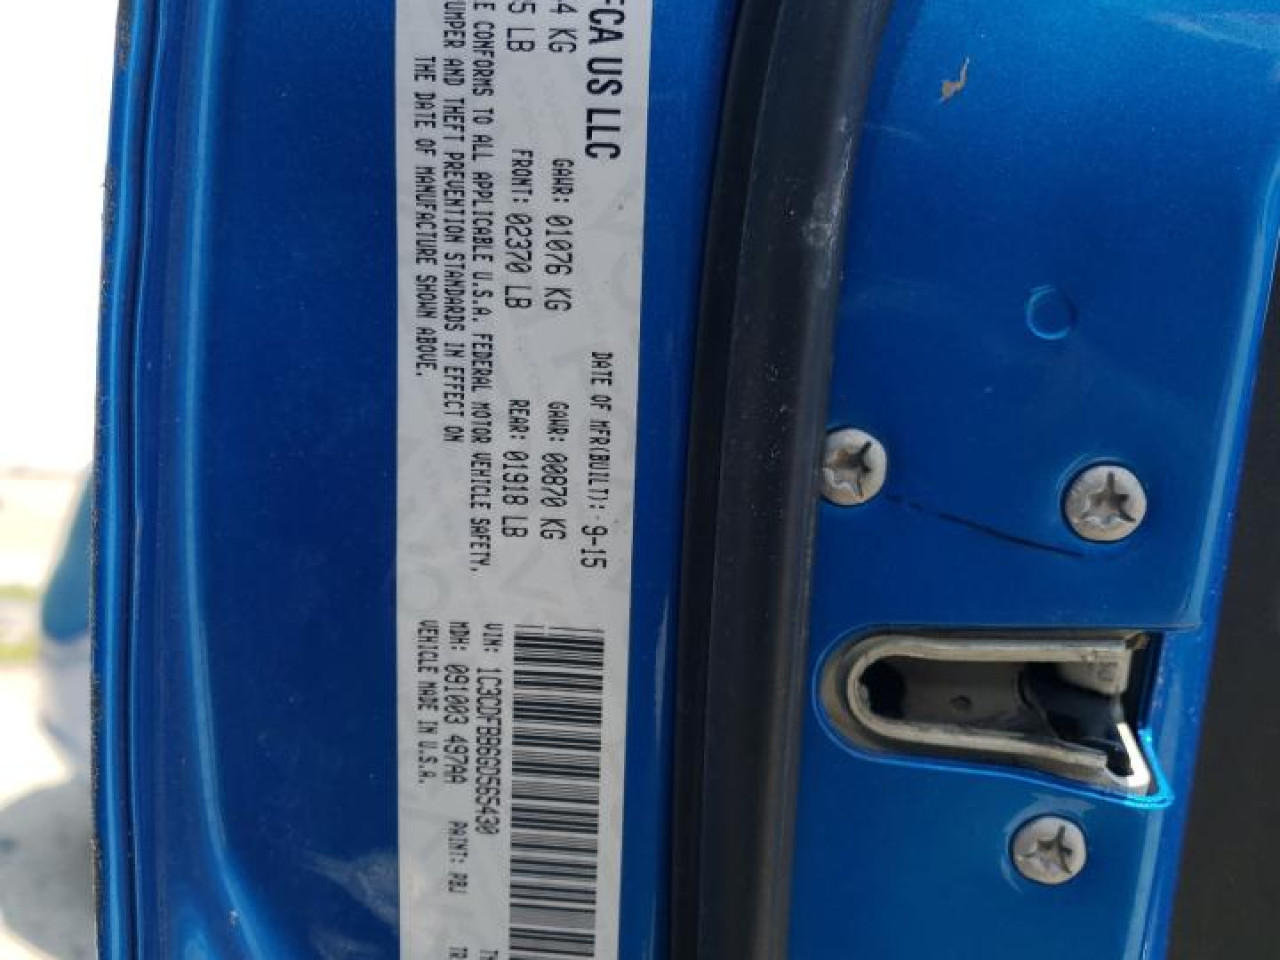 FCA US LLC
DATE OF MFR(BUILT): 9-15
4 KG
GAWR: 01076 KG
GAWR: 00870 KG
5 LB
FRONT: 02370 LB
REAR: 01918 LB
E CONFORMS TO ALL APPLICABLE U.S.A. FEDERAL MOTOR VEHICLE SAFETY,
UMPER AND THEFT PREVENTION STANDARDS IN EFFECT ON
THE DATE OF MANUFACTURE SHOWN ABOVE.
VIN: 1C3CDFBB6GD565430
MDH: 091003 497AA
PAINT: PBJ
VEHICLE MADE IN U.S.A.
TR